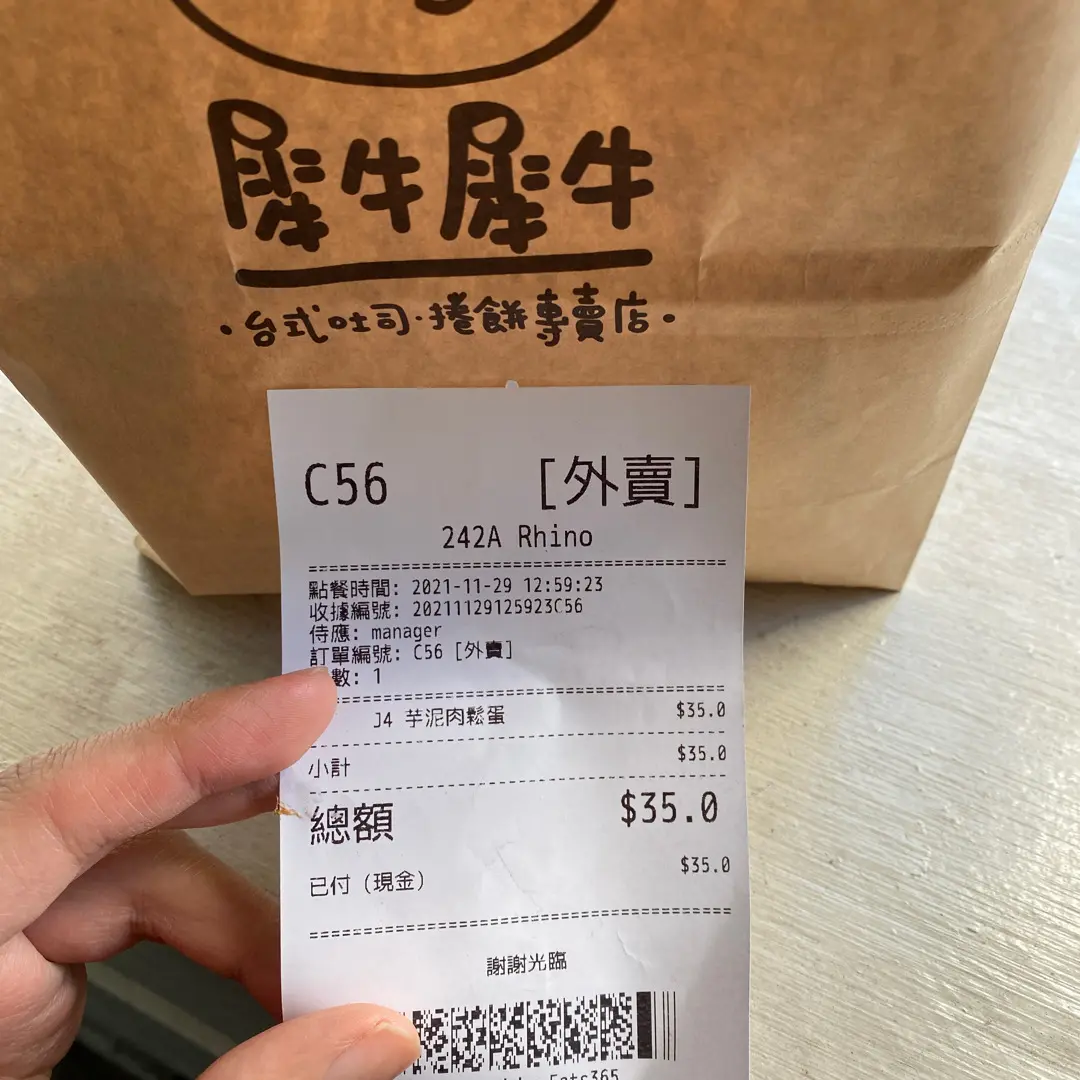 犀牛犀牛
·台式吐司·捲餅專賣店·
C56 [外賣]
242A Rhino
點餐時間: 2021-11-29 12:59:23
收據編號: 20211129125923C56
侍應: manager
訂單編號: C56 [外賣]
數: 1
J4 芋泥肉鬆蛋 $35.0
小計 $35.0
總額 $35.0
已付 (現金) $35.0
謝謝光臨
Eats365